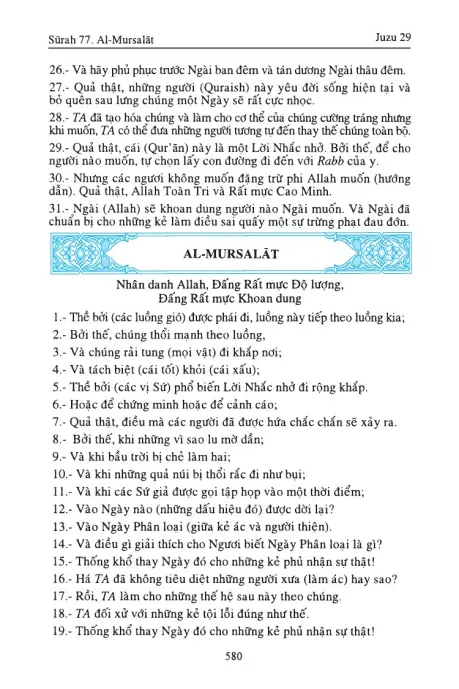 Sūrah 77. Al-Mursalāt
Juzu 29
26.- Và hãy phủ phục trước Ngài ban đêm và tán dương Ngài thâu đêm.
27.- Quả thật, những người (Quraish) này yêu đời sống hiện tại và
bỏ quên sau lưng chúng một Ngày sẽ rất cực nhọc.
28.- TA đã tạo hóa chúng và làm cho cơ thể của chúng cường tráng nhưng
khi muốn, TA có thể đưa những người tương tự đến thay thế chúng toàn bộ.
29.- Quả thật, cái (Qur'ān) này là một Lời Nhắc nhở. Bởi thế, để cho
người nào muốn, tự chọn lấy con đường đi đến với Rabb của y.
30.- Nhưng các ngươi không muốn đặng trừ phi Allah muốn (hướng
dẫn). Quả thật, Allah Toàn Tri và Rất mực Cao Minh.
31.- Ngài (Allah) sẽ khoan dung người nào Ngài muốn. Và Ngài đã
chuẩn bị cho những kẻ làm điều sai quấy một sự trừng phạt đau đớn.
AL-MURSALĀT
Nhân danh Allah, Đấng Rất mực Độ lượng,
Đấng Rất mực Khoan dung
1.- Thề bởi (các luồng gió) được phái đi, luồng này tiếp theo luồng kia;
2.- Bởi thế, chúng thổi mạnh theo luồng,
3.- Và chúng rải tung (mọi vật) đi khắp nơi;
4.- Và tách biệt (cái tốt) khỏi (cái xấu);
5.- Thề bởi (các vị Sứ) phổ biến Lời Nhắc nhở đi rộng khắp.
6.- Hoặc để chứng minh hoặc để cảnh cáo;
7.- Quả thật, điều mà các người đã được hứa chắc chắn sẽ xảy ra.
8.- Bởi thế, khi những vì sao lu mờ dần;
9.- Và khi bầu trời bị chẻ làm hai;
10.- Và khi những quả núi bị thổi rắc đi như bụi;
11.- Và khi các Sứ giả được gọi tập họp vào một thời điểm;
12.- Vào Ngày nào (những dấu hiệu đó) được dời lại?
13.- Vào Ngày Phân loại (giữa kẻ ác và người thiện).
14.- Và điều gì giải thích cho Ngươi biết Ngày Phân loại là gì?
15.- Thống khổ thay Ngày đó cho những kẻ phủ nhận sự thật!
16.- Há TA đã không tiêu diệt những người xưa (làm ác) hay sao?
17.- Rồi, TA làm cho những thế hệ sau này theo chúng.
18.- TA đối xử với những kẻ tội lỗi đúng như thế.
19.- Thống khổ thay Ngày đó cho những kẻ phủ nhận sự thật!
580